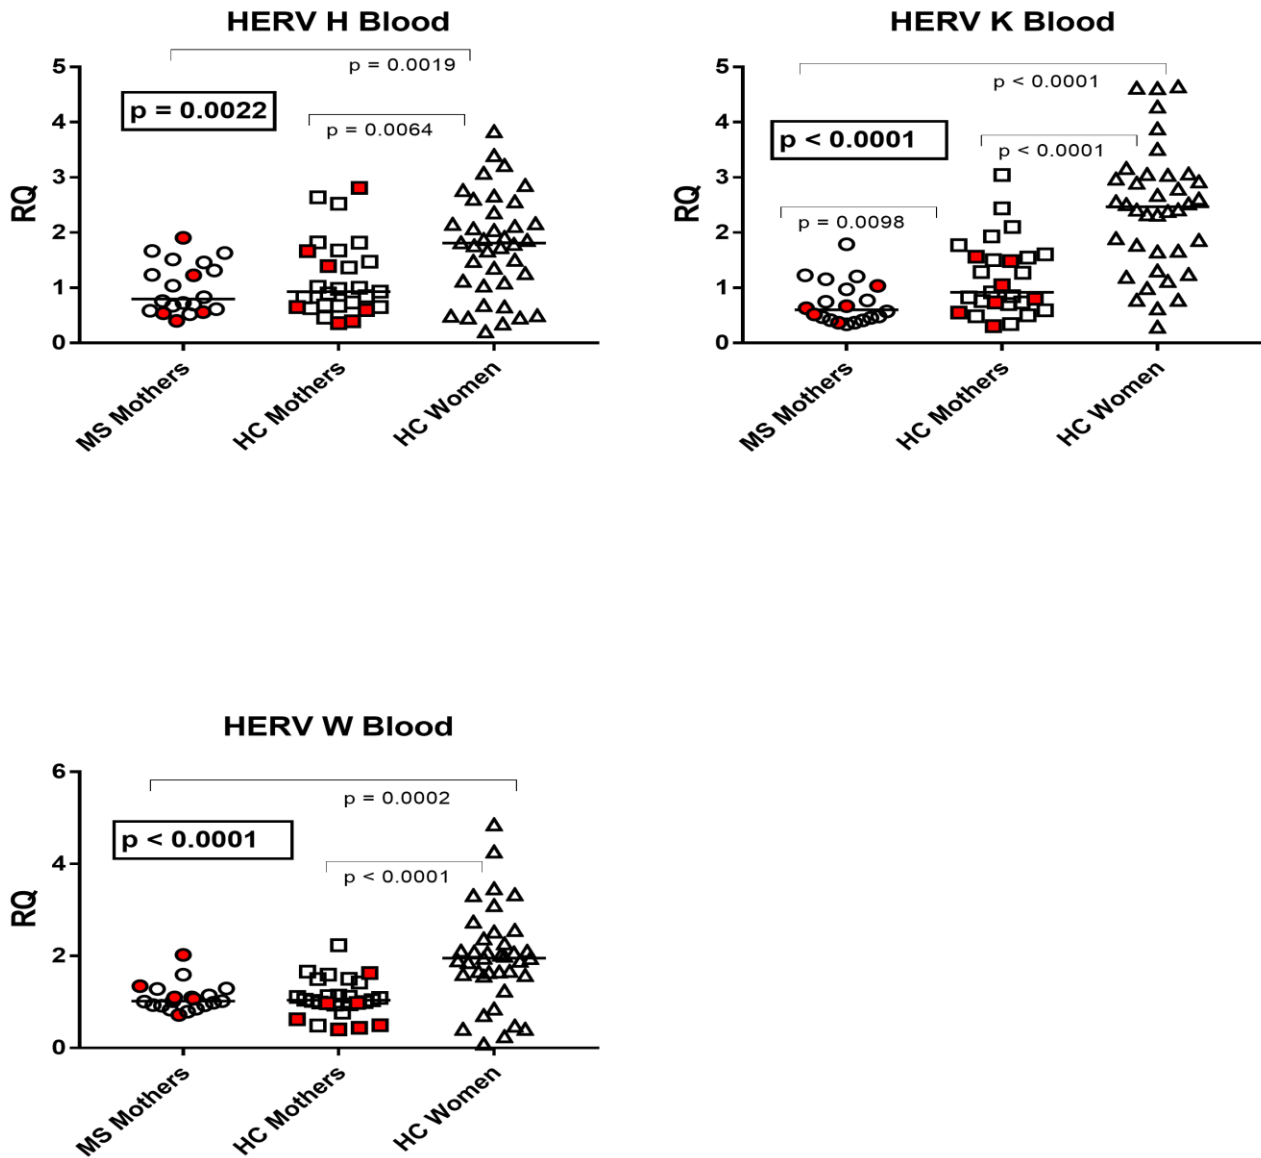 HERV H Blood
p = 0.0019
p = 0.0022
p = 0.0064
RQ
5
4
3
2
1
0
MS Mothers
HC Mothers
HC Women
HERV K Blood
p < 0.0001
p < 0.0001
p < 0.0001
p = 0.0098
RQ
5
4
3
2
1
0
MS Mothers
HC Mothers
HC Women
HERV W Blood
p = 0.0002
p < 0.0001
p < 0.0001
RQ
6
4
2
0
MS Mothers
HC Mothers
HC Women